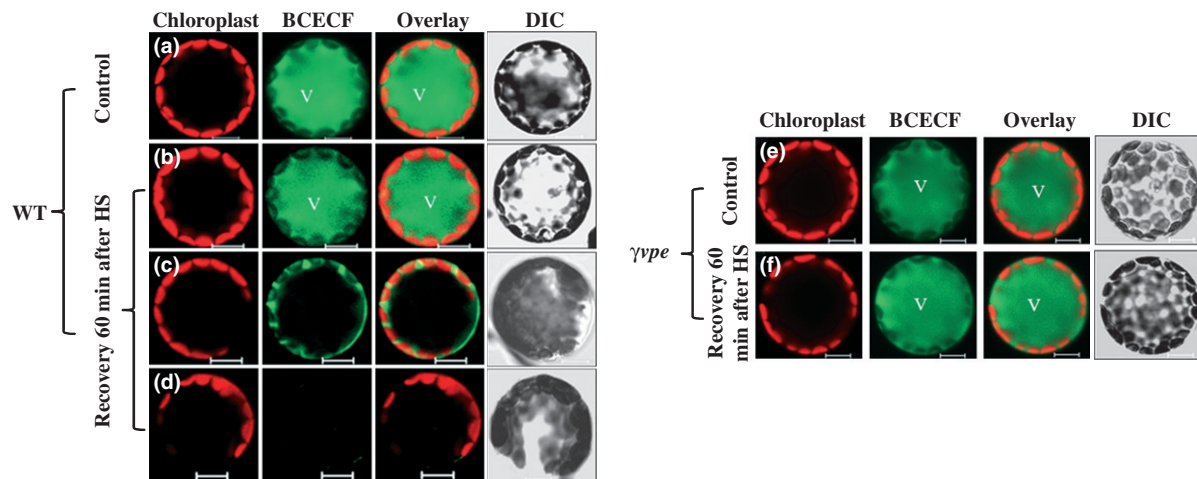 Chloroplast BCECF Overlay DIC
WT
Control
Recovery 60 min after HS
(a)
V V
(b)
V V
(c)
(d)
Chloroplast BCECF Overlay DIC
γvpe
Control
Recovery 60
min after HS
(e)
V V
(f)
V V